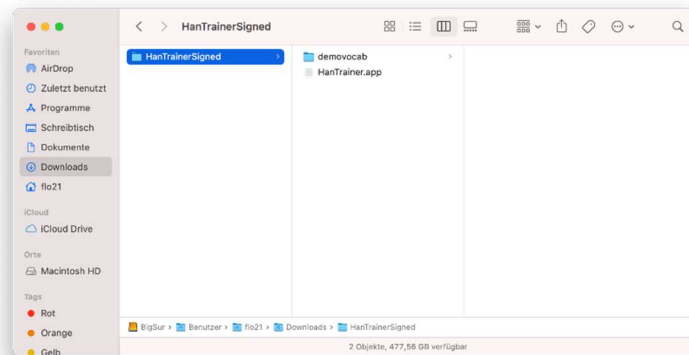 HanTrainerSigned
Favoriten
AirDrop
Zuletzt benutzt
Programme
Schreibtisch
Dokumente
Downloads
flo21
iCloud
iCloud Drive
Orte
Macintosh HD
Tags
Rot
Orange
Gelb
HanTrainerSigned
demovocab
HanTrainer.app
BigSur › Benutzer › flo21 › Downloads › HanTrainerSigned
2 Objekte, 477,56 GB verfügbar